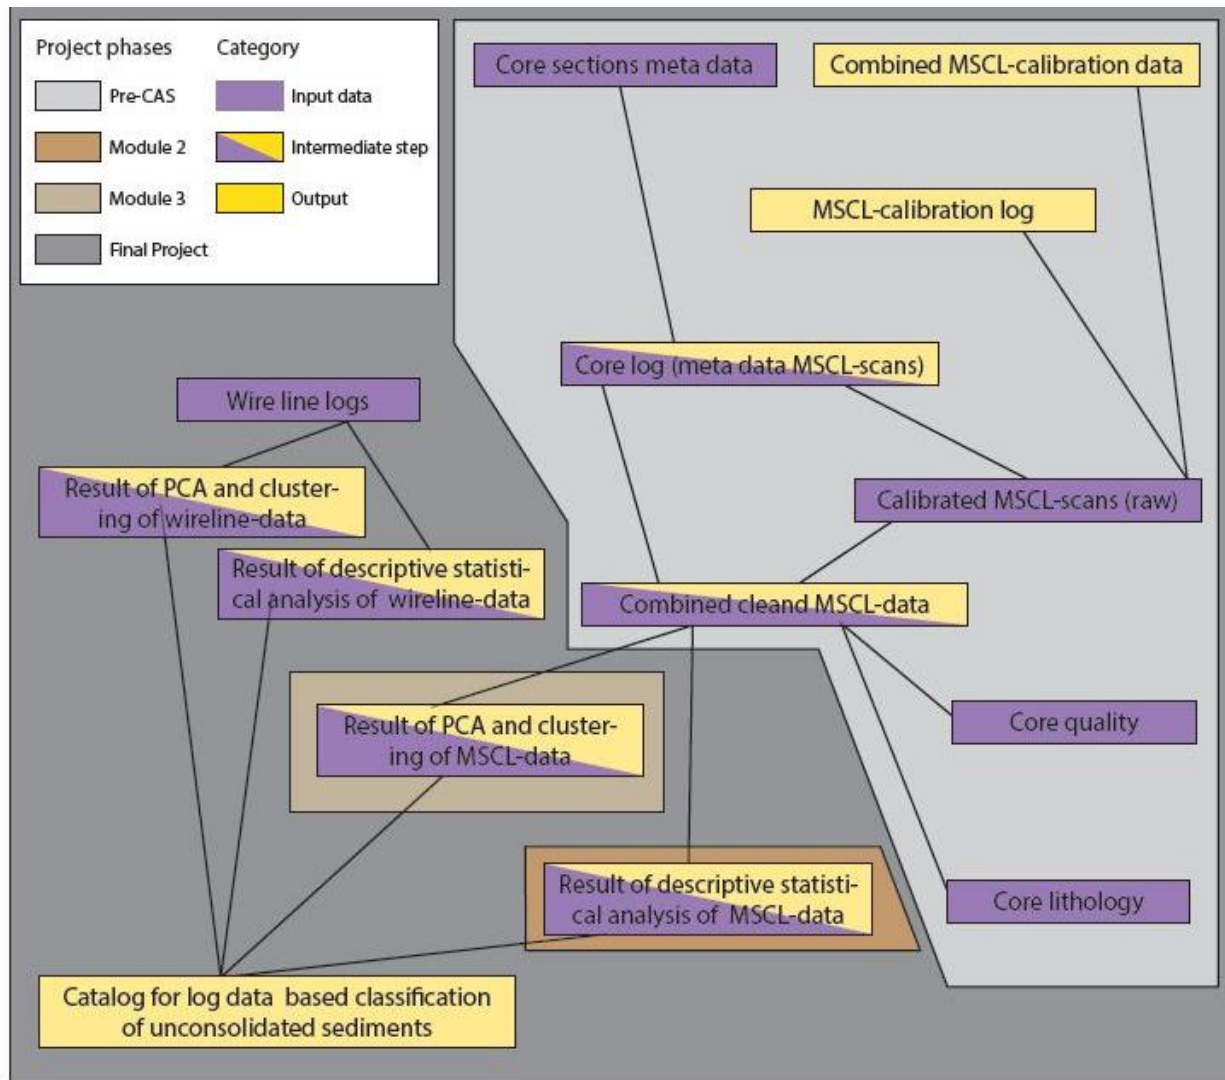 Project phases
Category
Pre-CAS
Input data
Module 2
Intermediate step
Module 3
Output
Final Project
Core sections meta data
Combined MSCL-calibration data
MSCL-calibration log
Core log (meta data MSCL-scans)
Wire line logs
Result of PCA and cluster-
ing of wireline-data
Calibrated MSCL-scans (raw)
Result of descriptive statisti-
cal analysis of wireline-data
Combined cleand MSCL-data
Result of PCA and cluster-
ing of MSCL-data
Core quality
Result of descriptive statisti-
cal analysis of MSCL-data
Core lithology
Catalog for log data based classification
of unconsolidated sediments